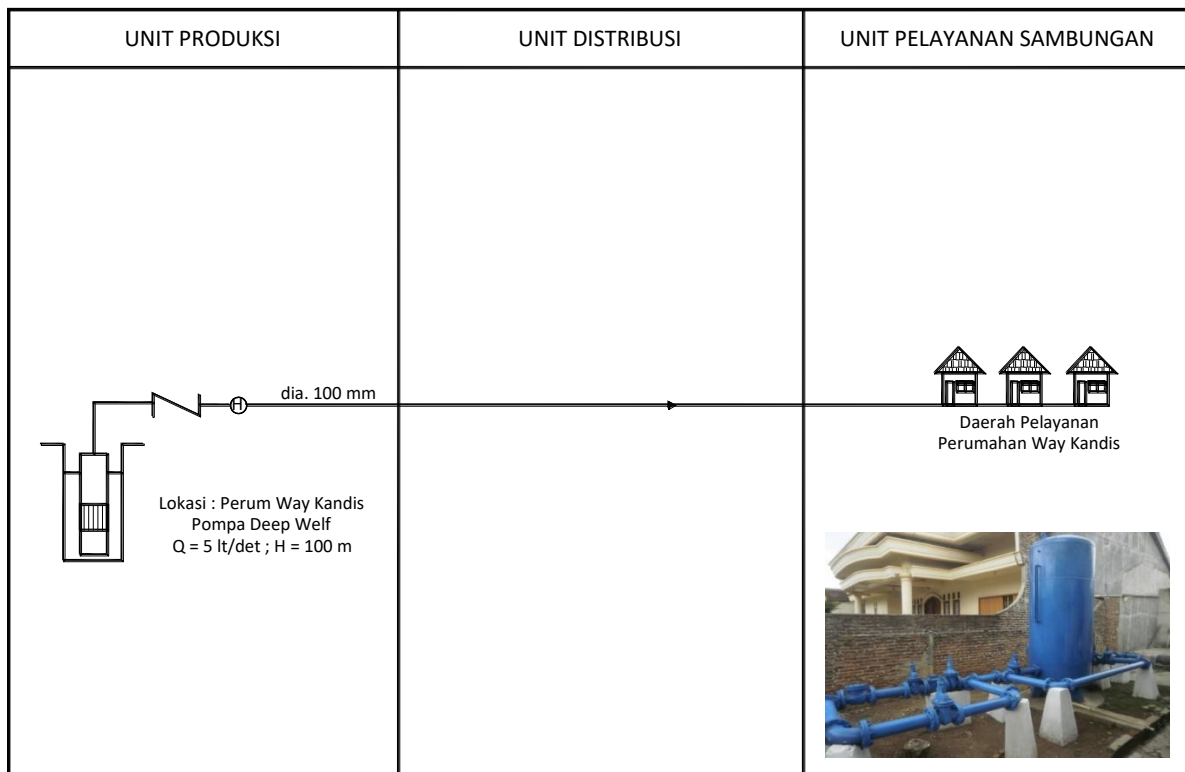 UNIT PRODUKSI
UNIT DISTRIBUSI
UNIT PELAYANAN SAMBUNGAN
dia. 100 mm
H
Lokasi : Perum Way Kandis
Pompa Deep Welf
Q = 5 lt/det ; H = 100 m
Daerah Pelayanan
Perumahan Way Kandis